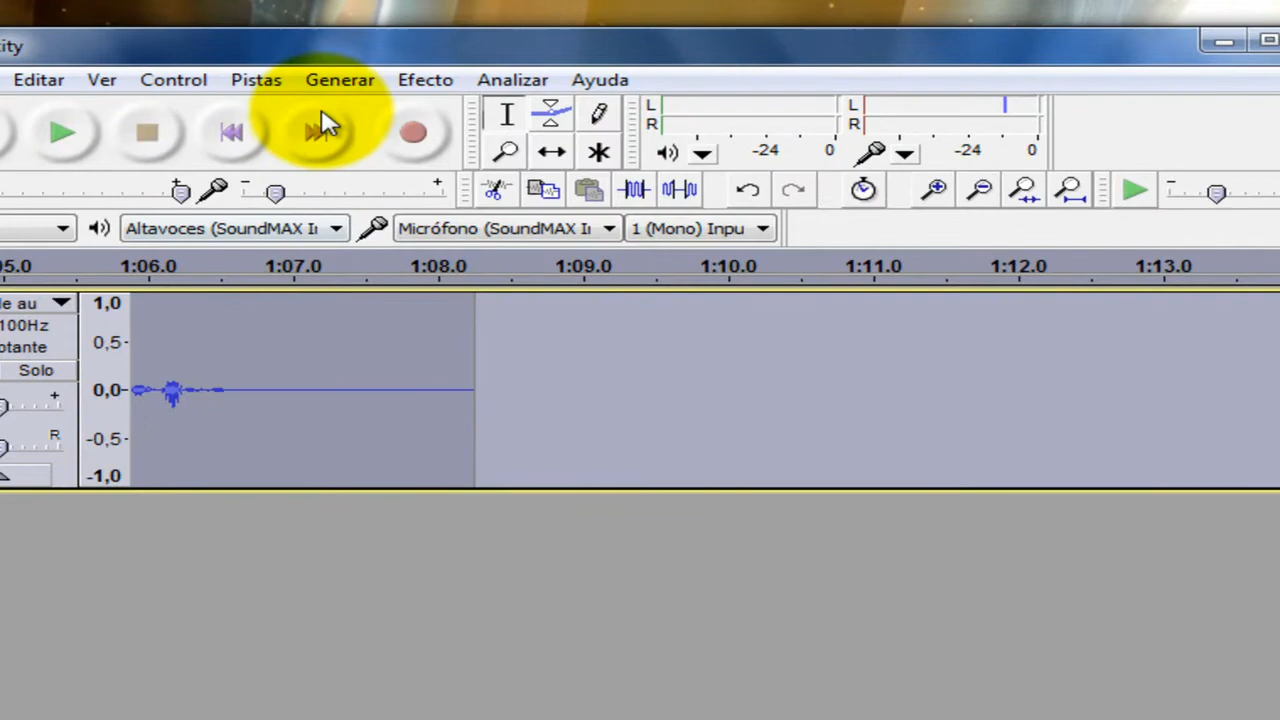 ity
Editar Ver Control Pistas Generar Efecto Analizar Ayuda
L R -24 0 L R -24 0
- + - + -
Altavoces (SoundMAX Ir Micrófono (SoundMAX Ir 1 (Mono) Inpu
05.0 1:06.0 1:07.0 1:08.0 1:09.0 1:10.0 1:11.0 1:12.0 1:13.0
de au 1,0
100Hz 0,5-
otante
Solo 0,0-
+
R -0,5-
-1,0